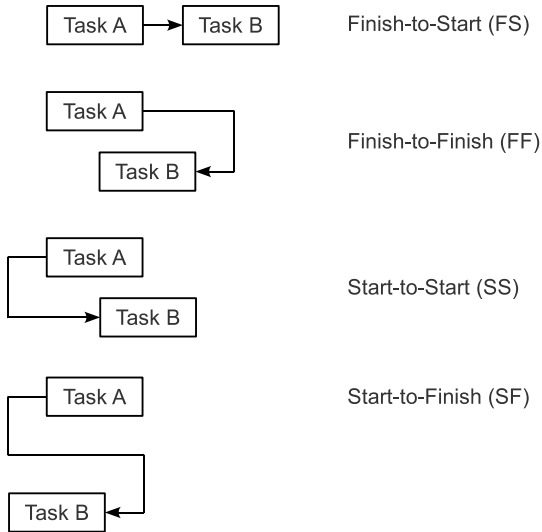 Task A Task B Finish-to-Start (FS)
Task A
Finish-to-Finish (FF)
Task B
Task A
Start-to-Start (SS)
Task B
Task A Start-to-Finish (SF)
Task B